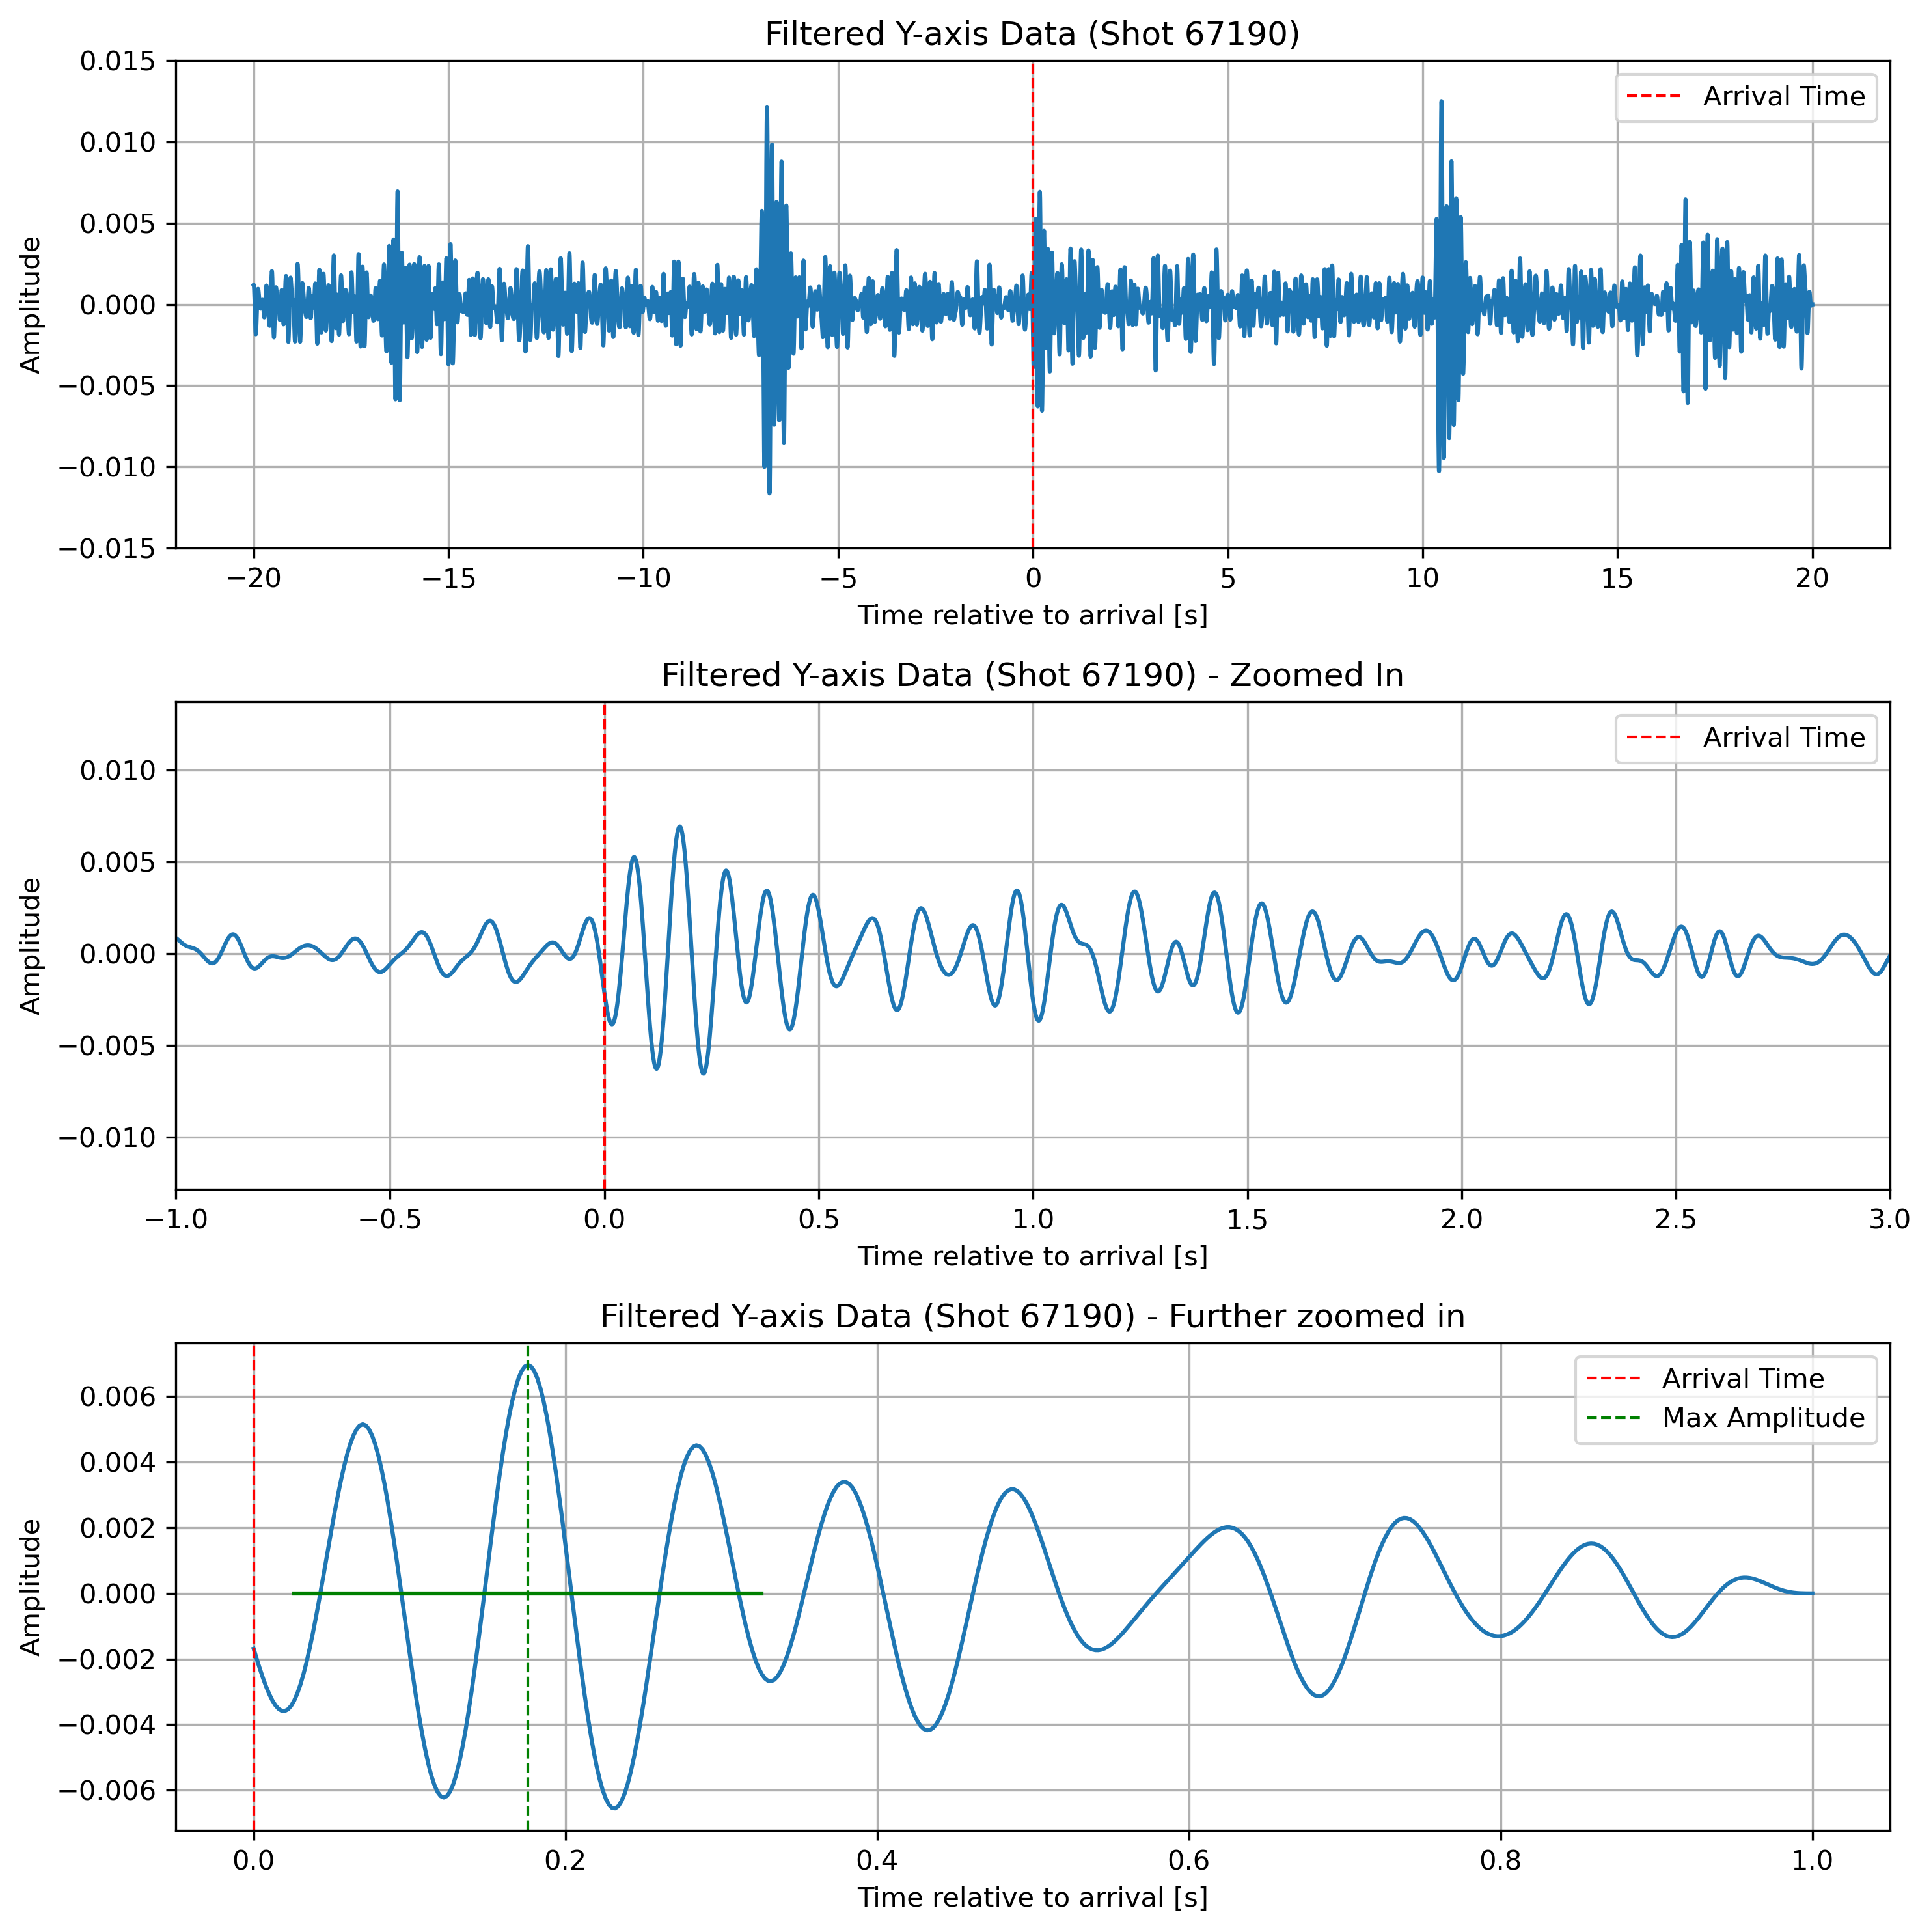 Filtered Y-axis Data (Shot 67190)
0.015
0.010
0.005
0.000
−0.005
−0.010
−0.015
Amplitude
Arrival Time
−20 −15 −10 −5 0 5 10 15 20
Time relative to arrival [s]
Filtered Y-axis Data (Shot 67190) - Zoomed In
0.010
0.005
0.000
−0.005
−0.010
Amplitude
Arrival Time
−1.0 −0.5 0.0 0.5 1.0 1.5 2.0 2.5 3.0
Time relative to arrival [s]
Filtered Y-axis Data (Shot 67190) - Further zoomed in
0.006
0.004
0.002
0.000
−0.002
−0.004
−0.006
Amplitude
Arrival Time
Max Amplitude
0.0 0.2 0.4 0.6 0.8 1.0
Time relative to arrival [s]